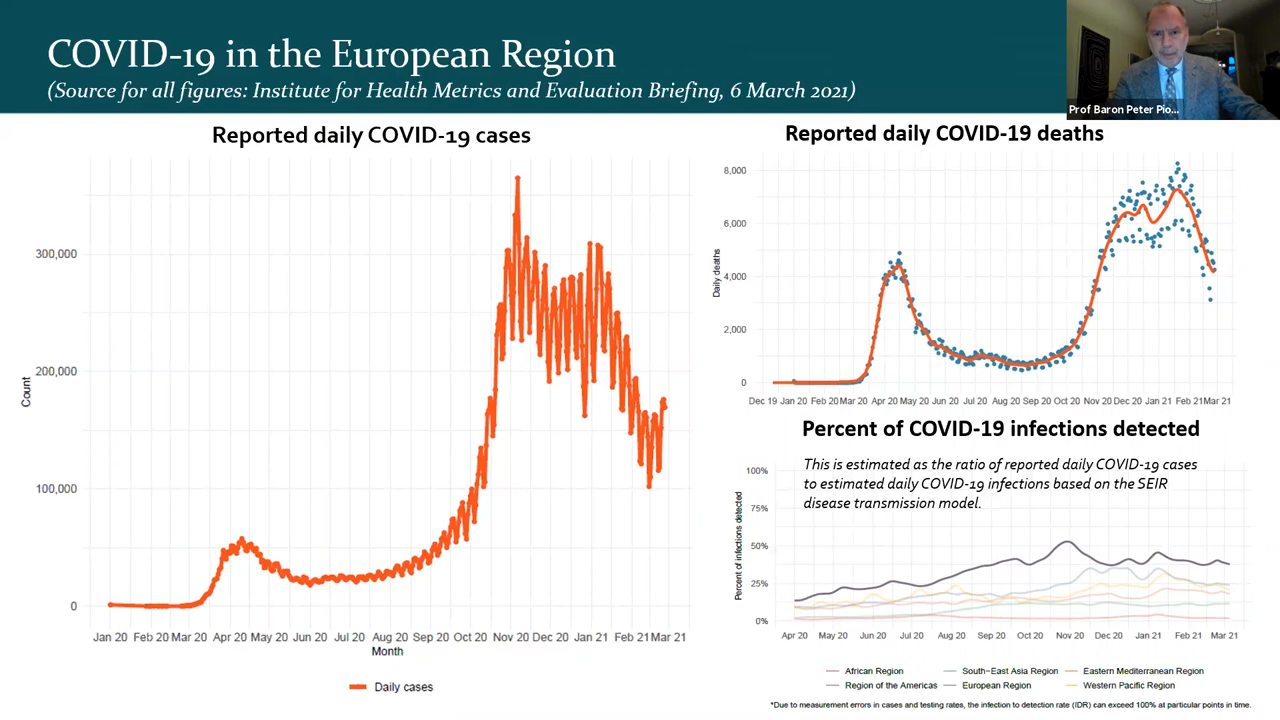 COVID-19 in the European Region
(Source for all figures: Institute for Health Metrics and Evaluation Briefing, 6 March 2021)
Prof Baron Peter Pio...
Reported daily COVID-19 cases
Count
300,000
200,000
100,000
0
Jan 20 Feb 20 Mar 20 Apr 20 May 20 Jun 20 Jul 20 Aug 20 Sep 20 Oct 20 Nov 20 Dec 20 Jan 21 Feb 21 Mar 21
Month
Daily cases
Reported daily COVID-19 deaths
Daily deaths
8,000
6,000
4,000
2,000
0
Dec 19 Jan 20 Feb 20 Mar 20 Apr 20 May 20 Jun 20 Jul 20 Aug 20 Sep 20 Oct 20 Nov 20 Dec 20 Jan 21 Feb 21 Mar 21
Percent of COVID-19 infections detected
This is estimated as the ratio of reported daily COVID-19 cases
to estimated daily COVID-19 infections based on the SEIR
disease transmission model.
Percent of infections detected
100%
75%
50%
25%
0%
Apr 20 May 20 Jun 20 Jul 20 Aug 20 Sep 20 Oct 20 Nov 20 Dec 20 Jan 21 Feb 21 Mar 21
African Region South-East Asia Region Eastern Mediterranean Region
Region of the Americas European Region Western Pacific Region
*Due to measurement errors in cases and testing rates, the infection to detection rate (IDR) can exceed 100% at particular points in time.